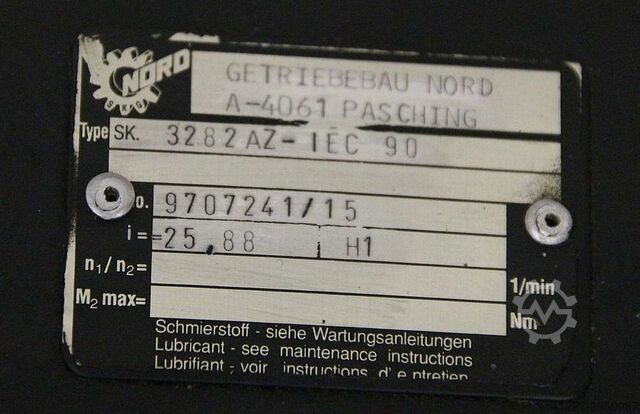 NORD
SKG
GETRIEBEBAU NORD
A-4061 PASCHING
Type SK. 3282AZ-IEC 90
o. 9707241/15
i= =25,88 H1
n1/n2= 1/min
M2 max= Nm
Schmierstoff - siehe Wartungsanleitungen
Lubricant - see maintenance instructions
Lubrifiant - voir instructions d' entretien